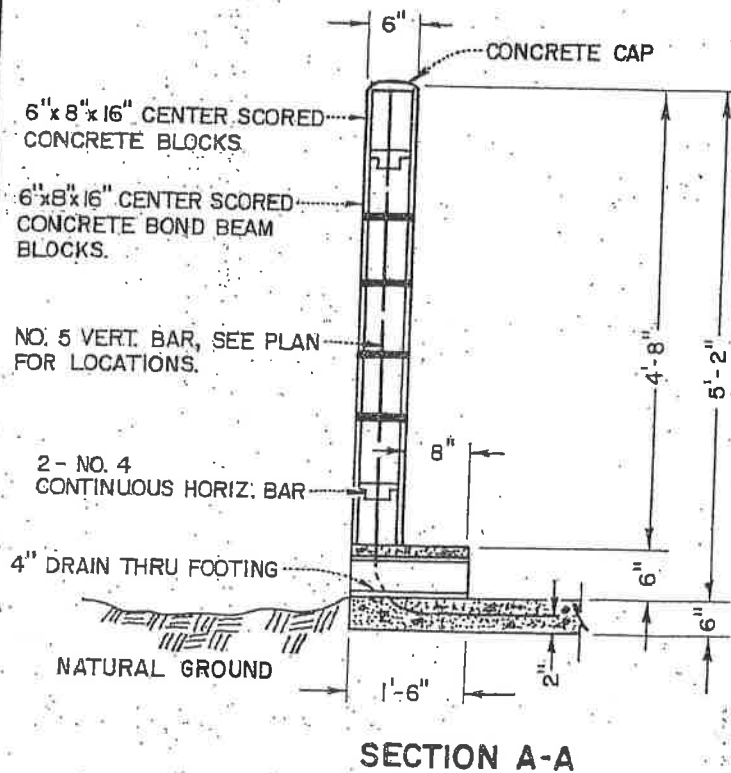 6"
CONCRETE CAP
6"x 8"x 16" CENTER SCORED
CONCRETE BLOCKS
6"x8"x16" CENTER SCORED
CONCRETE BOND BEAM
BLOCKS.
NO. 5 VERT. BAR, SEE PLAN
FOR LOCATIONS.
4'-8"
5'-2"
8"
2- NO. 4
CONTINUOUS HORIZ. BAR
4" DRAIN THRU FOOTING
6"
6"
NATURAL GROUND
2"
1'-6"
SECTION A-A